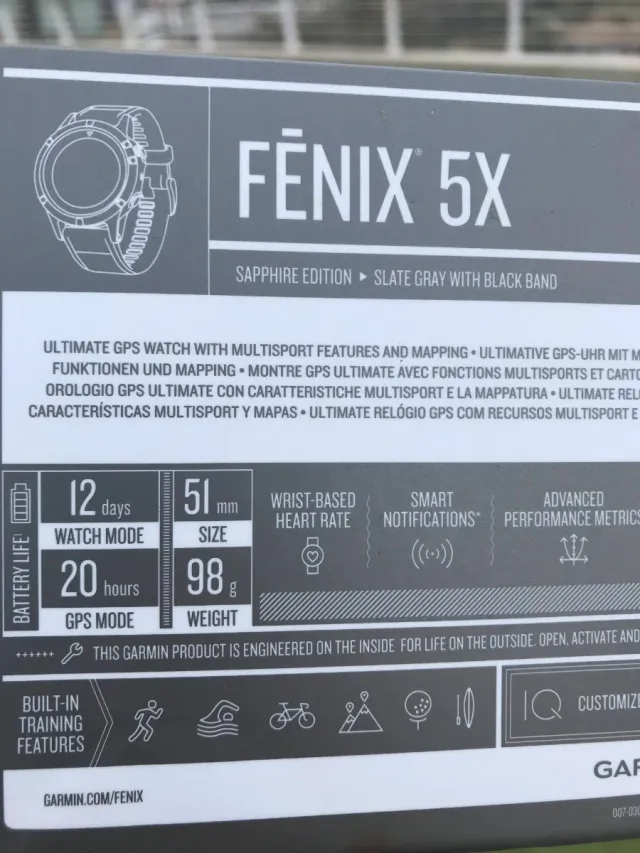 FĒNIX® 5X
SAPPHIRE EDITION ▸ SLATE GRAY WITH BLACK BAND
ULTIMATE GPS WATCH WITH MULTISPORT FEATURES AND MAPPING • ULTIMATIVE GPS-UHR MIT
FUNKTIONEN UND MAPPING • MONTRE GPS ULTIMATE AVEC FONCTIONS MULTISPORTS ET
OROLOGIO GPS ULTIMATE CON CARATTERISTICHE MULTISPORT E LA MAPPATURA • ULTIMATE
CARACTERÍSTICAS MULTISPORT Y MAPAS • ULTIMATE RELÓGIO GPS COM RECURSOS MULTISPORT E
BATTERY LIFE
12 days
WATCH MODE
20 hours
GPS MODE
51 mm
SIZE
98 g
WEIGHT
WRIST-BASED
HEART RATE
SMART
NOTIFICATIONS
ADVANCED
PERFORMANCE METRICS
THIS GARMIN PRODUCT IS ENGINEERED ON THE INSIDE FOR LIFE ON THE OUTSIDE. OPEN, ACTIVATE AND
BUILT-IN
TRAINING
FEATURES
IQ CUSTOMIZE
GAR
GARMIN.COM/FENIX